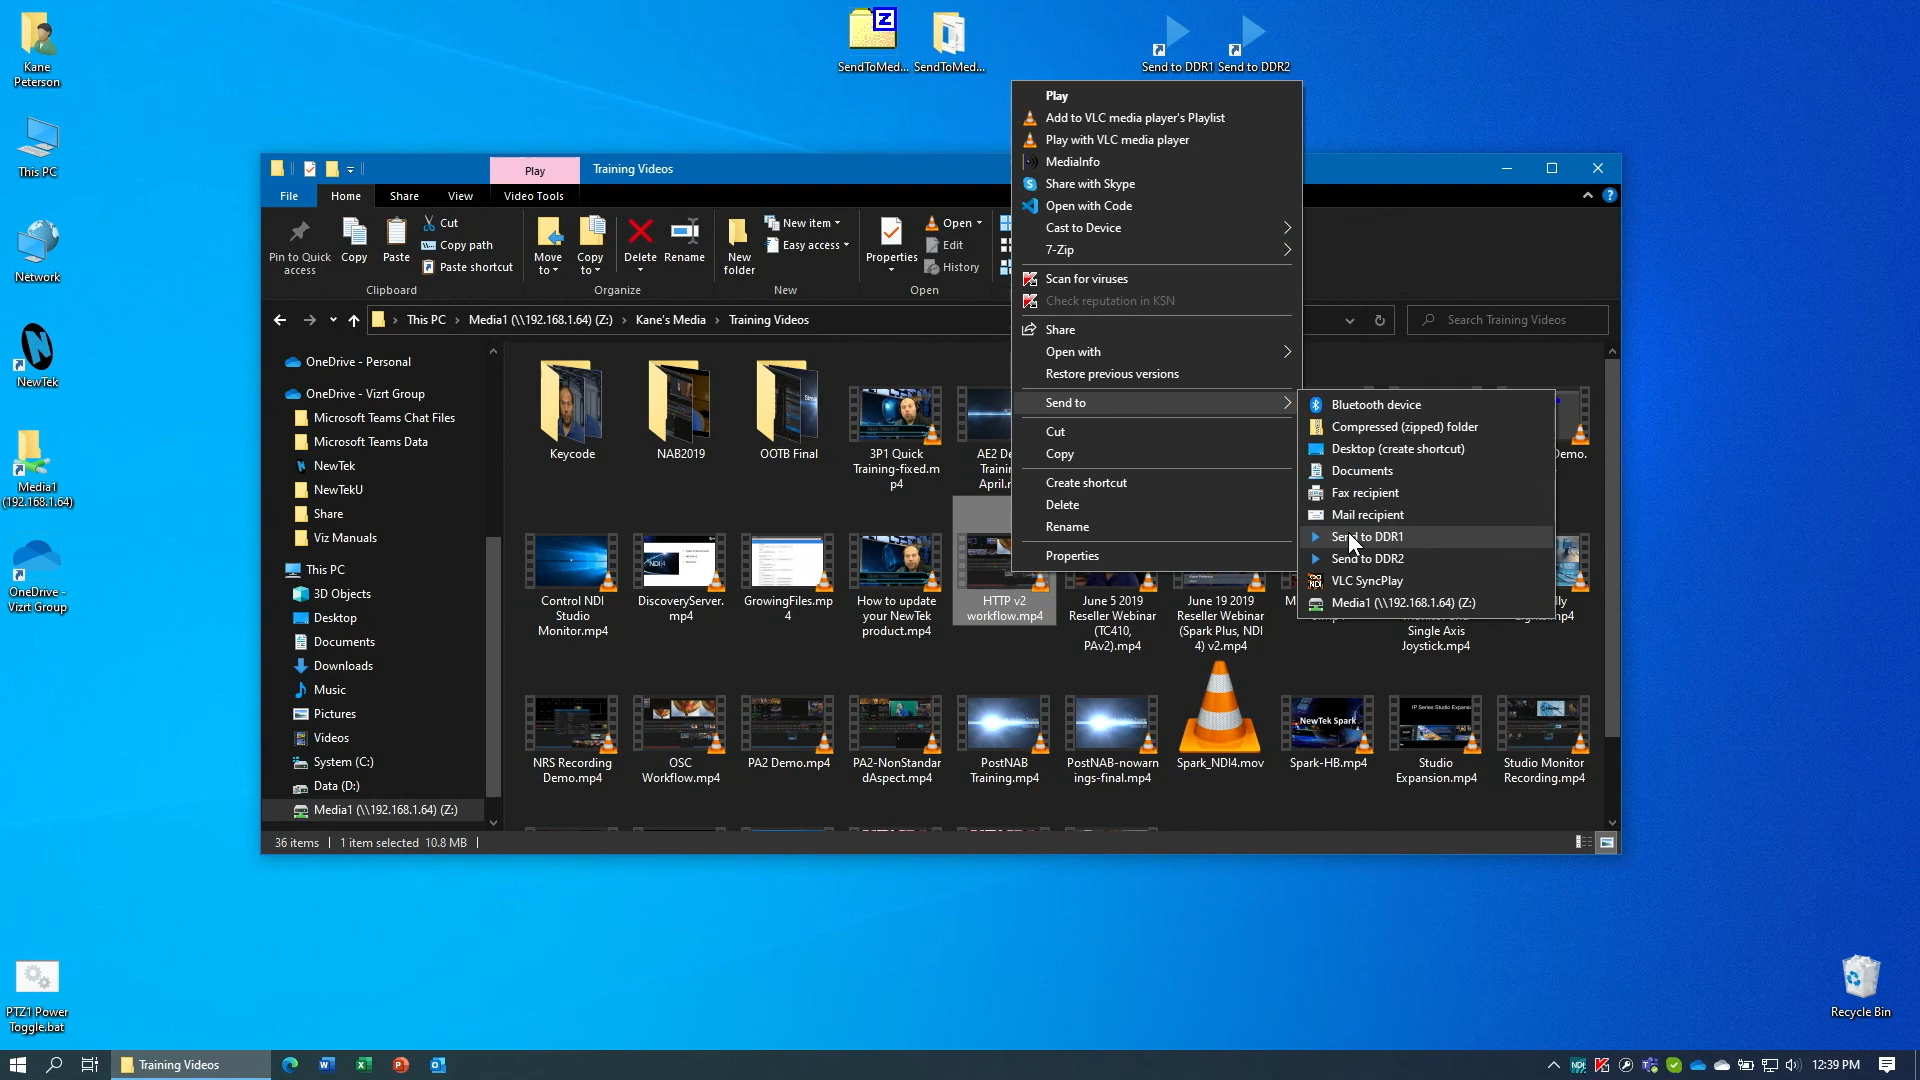 Kane
Peterson
This PC
Network
NewTek
Media1
(192.168.1.64)
OneDrive -
Vizrt Group
PTZ1 Power
Toggle.bat
SendToMed...
SendToMed...
Send to DDR1
Send to DDR2
Recycle Bin
Play
Training Videos
File
Home
Share
View
Video Tools
Pin to Quick
access
Copy
Paste
Cut
Copy path
Paste shortcut
Clipboard
Move
to
Copy
to
Delete
Rename
Organize
New
folder
New item
Easy access
New
Properties
Open
Edit
History
Open
This PC
Media1 (\\192.168.1.64) (Z:)
Kane's Media
Training Videos
Search Training Videos
OneDrive - Personal
OneDrive - Vizrt Group
Microsoft Teams Chat Files
Microsoft Teams Data
NewTek
NewTekU
Share
Viz Manuals
This PC
3D Objects
Desktop
Documents
Downloads
Music
Pictures
Videos
System (C:)
Data (D:)
Media1 (\\192.168.1.64) (Z:)
Keycode
NAB2019
OOTB Final
3P1 Quick
Training-fixed.m
p4
Control NDI
Studio
Monitor.mp4
DiscoveryServer.
mp4
GrowingFiles.mp
4
How to update
your NewTek
product.mp4
HTTP v2
workflow.mp4
June 5 2019
Reseller Webinar
(TC410,
PAv2).mp4
June 19 2019
Reseller Webinar
(Spark Plus, NDI
4) v2.mp4
Single Axis
Joystick.mp4
NRS Recording
Demo.mp4
OSC
Workflow.mp4
PA2 Demo.mp4
PA2-NonStandar
dAspect.mp4
PostNAB
Training.mp4
PostNAB-nowarn
ings-final.mp4
Spark_NDI4.mov
NewTek Spark
Spark-HB.mp4
Studio
Expansion.mp4
Studio Monitor
Recording.mp4
36 items
1 item selected 10.8 MB
Play
Add to VLC media player's Playlist
Play with VLC media player
MediaInfo
Share with Skype
Open with Code
Cast to Device
7-Zip
Scan for viruses
Check reputation in KSN
Share
Open with
Restore previous versions
Send to
Cut
Copy
Create shortcut
Delete
Rename
Properties
Bluetooth device
Compressed (zipped) folder
Desktop (create shortcut)
Documents
Fax recipient
Mail recipient
Send to DDR1
Send to DDR2
VLC SyncPlay
Media1 (\\192.168.1.64) (Z:)
Training Videos
12:39 PM